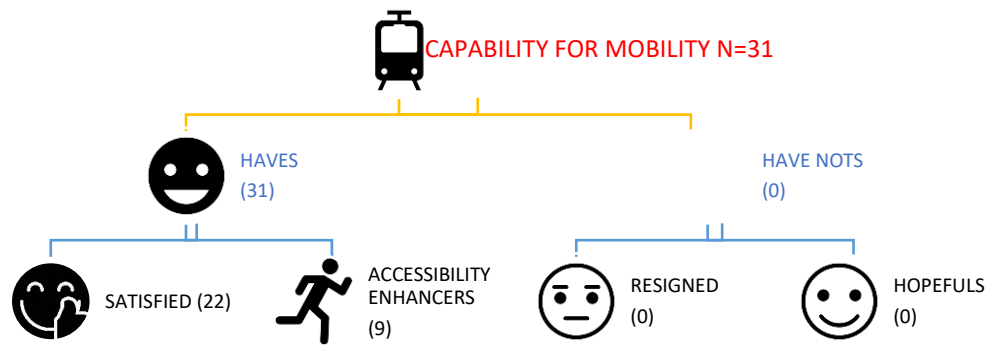 CAPABILITY FOR MOBILITY N=31
HAVES
(31)
HAVE NOTS
(0)
SATISFIED (22)
ACCESSIBILITY
ENHANCERS
(9)
RESIGNED
(0)
HOPEFULS
(0)